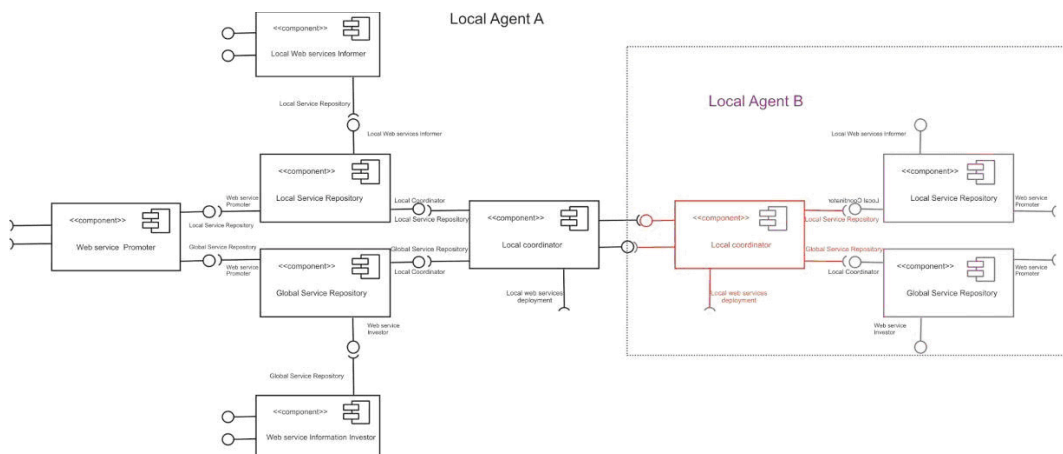 Local Agent A
<<component>>
Local Web services Informer
Local Service Repository
Local Web services Informer
<<component>>
Local Service Repository
Web service
Promoter
Local Service Repository
Local Coordinator
Local Service Repository
<<component>>
Web service Promoter
Global Service Repository
Web service
Promoter
<<component>>
Global Service Repository
Global Service Repository
Local Coordinator
<<component>>
Local coordinator
Local web services
deployment
Web service
Investor
Global Service Repository
<<component>>
Web service Information Investor
Local Agent B
Local Web services Informer
<<component>>
Local Service Repository
Local Coordinator
Local Service Repository
Web service
Promoter
<<component>>
Local coordinator
Local web services
deployment
Global Service Repository
Local Coordinator
<<component>>
Global Service Repository
Web service
Promoter
Web service
Investor